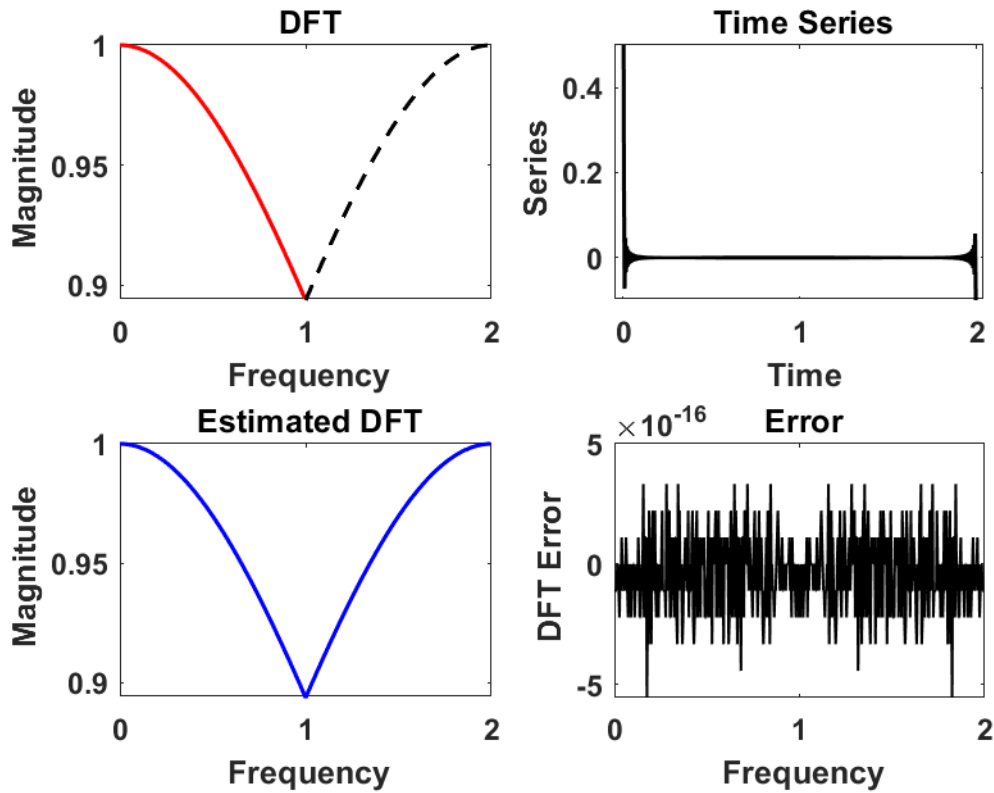 DFT
Magnitude
1
0.95
0.9
0 1 2
Frequency
Time Series
Series
0.4
0.2
0
0 1 2
Time
Estimated DFT
Magnitude
1
0.95
0.9
0 1 2
Frequency
Error
×10⁻¹⁶
DFT Error
5
0
-5
0 1 2
Frequency